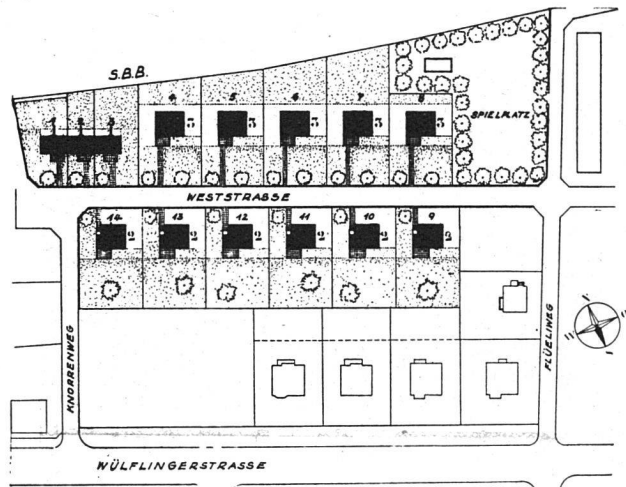 S.B.B.
1 2 3 4 5 6 7 8
3 3 3 3 3
SPIELPLATZ
WESTSTRASSE
14 13 12 11 10 9
2 2 2 2 2 2
KNORRENWEG
FLÜELIWEG
WÜLFLINGERSTRASSE